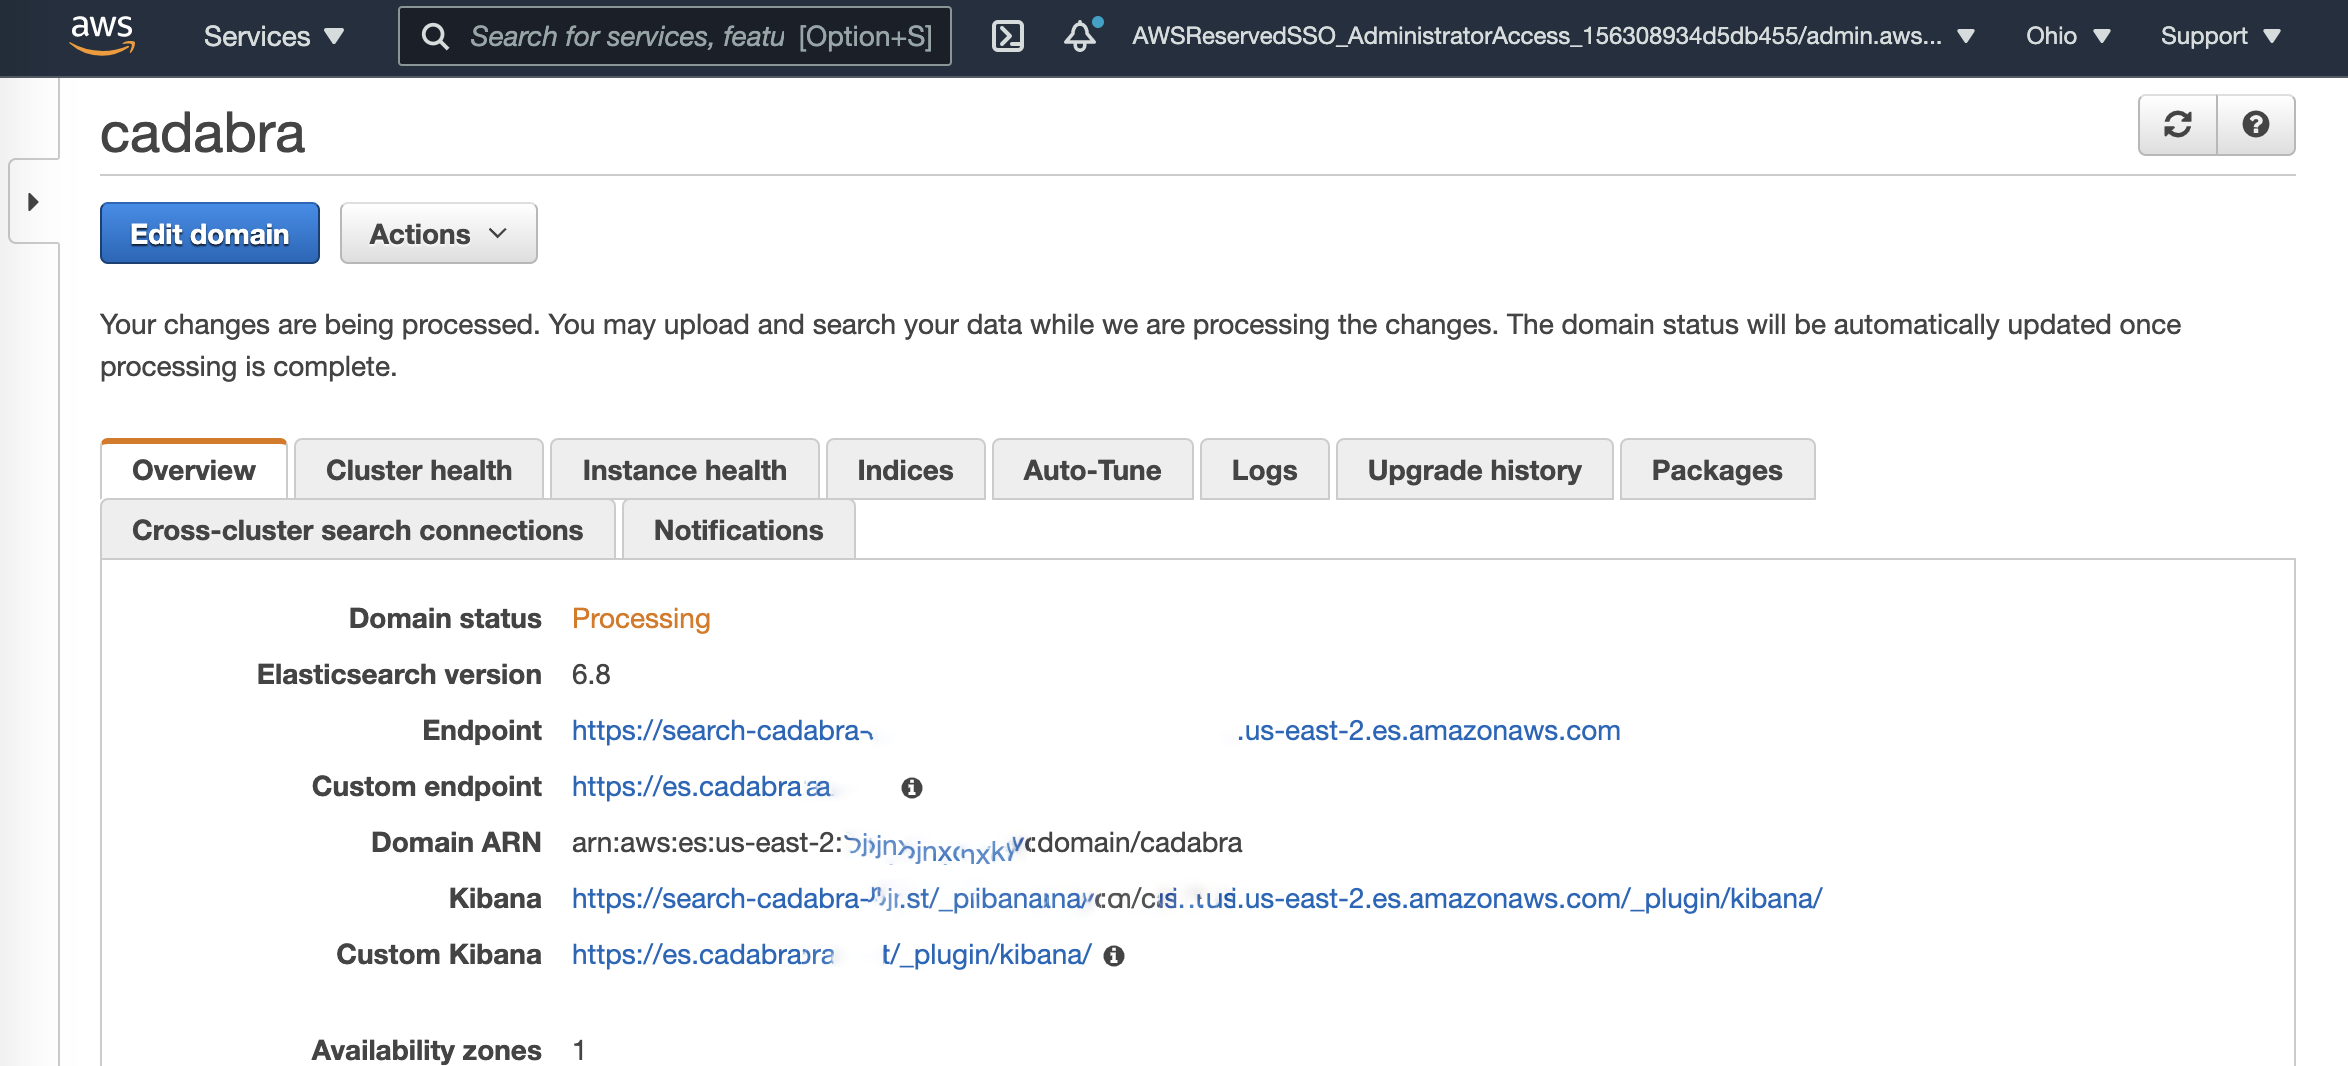 aws Services Search for services, featu [Option+S] AWSReservedSSO_AdministratorAccess_156308934d5db455/admin.aws... Ohio Support
cadabra
Edit domain Actions
Your changes are being processed. You may upload and search your data while we are processing the changes. The domain status will be automatically updated once
processing is complete.
Overview Cluster health Instance health Indices Auto-Tune Logs Upgrade history Packages
Cross-cluster search connections Notifications
Domain status Processing
Elasticsearch version 6.8
Endpoint https://search-cadabra- .us-east-2.es.amazonaws.com
Custom endpoint https://es.cadabra
Domain ARN arn:aws:es:us-east-2: :domain/cadabra
Kibana https://search-cadabra- .us-east-2.es.amazonaws.com/_plugin/kibana/
Custom Kibana https://es.cadabra t/_plugin/kibana/
Availability zones 1